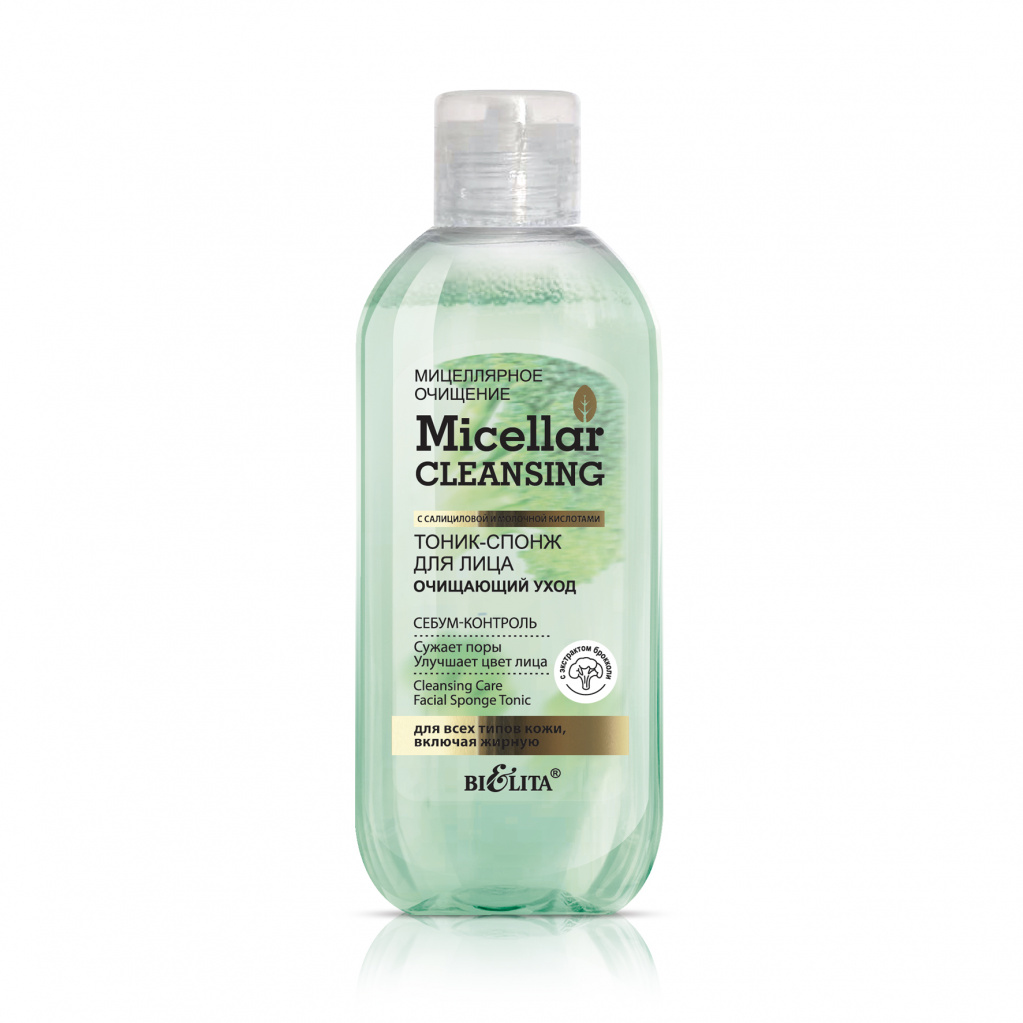 МИЦЕЛЛЯРНОЕ
ОЧИЩЕНИЕ
Micellar
CLEANSING
С САЛИЦИЛОВОЙ И МОЛОЧНОЙ КИСЛОТАМИ
ТОНИК-СПОНЖ
ДЛЯ ЛИЦА
ОЧИЩАЮЩИЙ УХОД
СЕБУМ-КОНТРОЛЬ
Сужает поры
Улучшает цвет лица
с экстрактом брокколи
Cleansing Care
Facial Sponge Tonic
для всех типов кожи,
включая жирную
BIELITA®